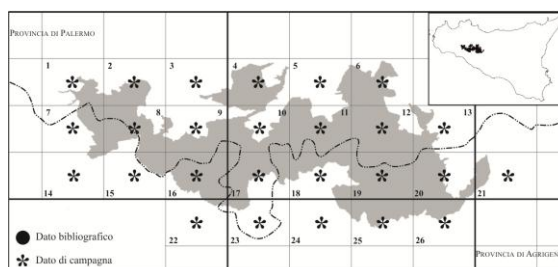 PROVINCIA DI PALERMO
1 2 3 4 5 6
7 8 9 10 11 12 13
14 15 16 17 18 19 20 21
22 23 24 25 26
Dato bibliografico
Dato di campagna
PROVINCIA DI AGRIGEN